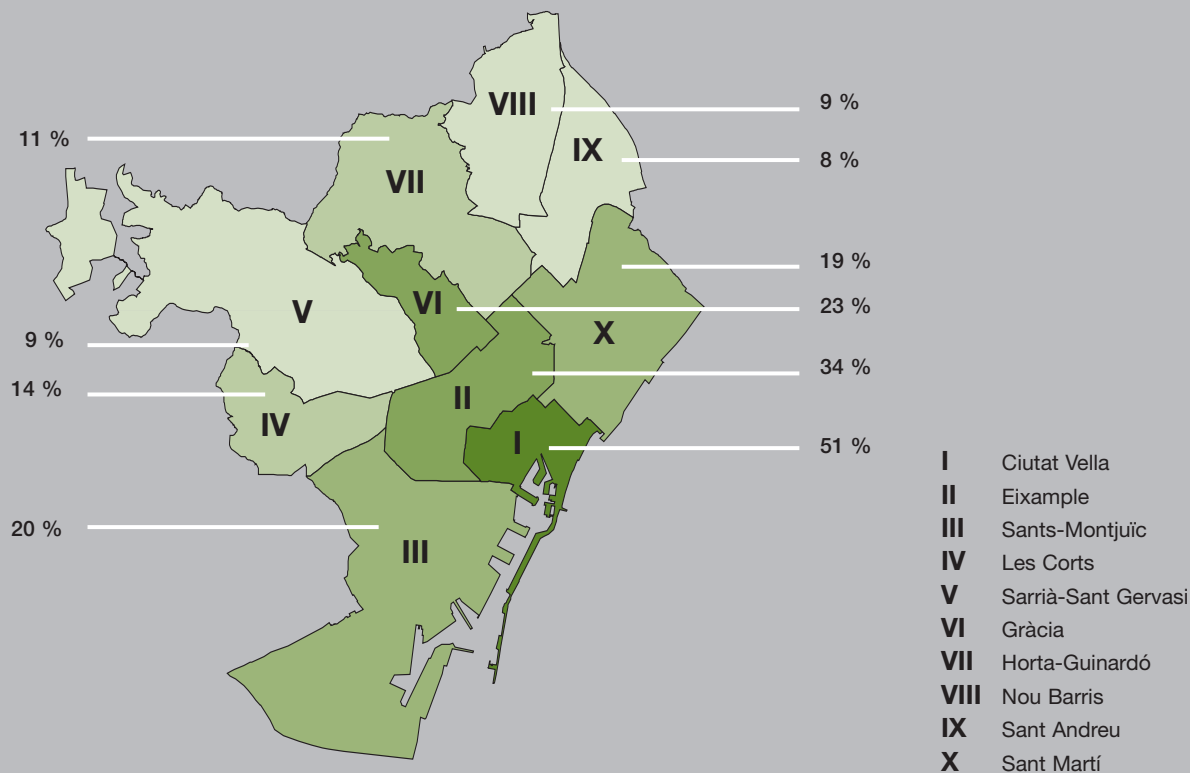 VIII
9 %
11 %
IX
8 %
VII
19 %
VI
23 %
V
X
9 %
34 %
14 %
II
IV
I
51 %
20 %
III
I Ciutat Vella
II Eixample
III Sants-Montjuïc
IV Les Corts
V Sarrià-Sant Gervasi
VI Gràcia
VII Horta-Guinardó
VIII Nou Barris
IX Sant Andreu
X Sant Martí